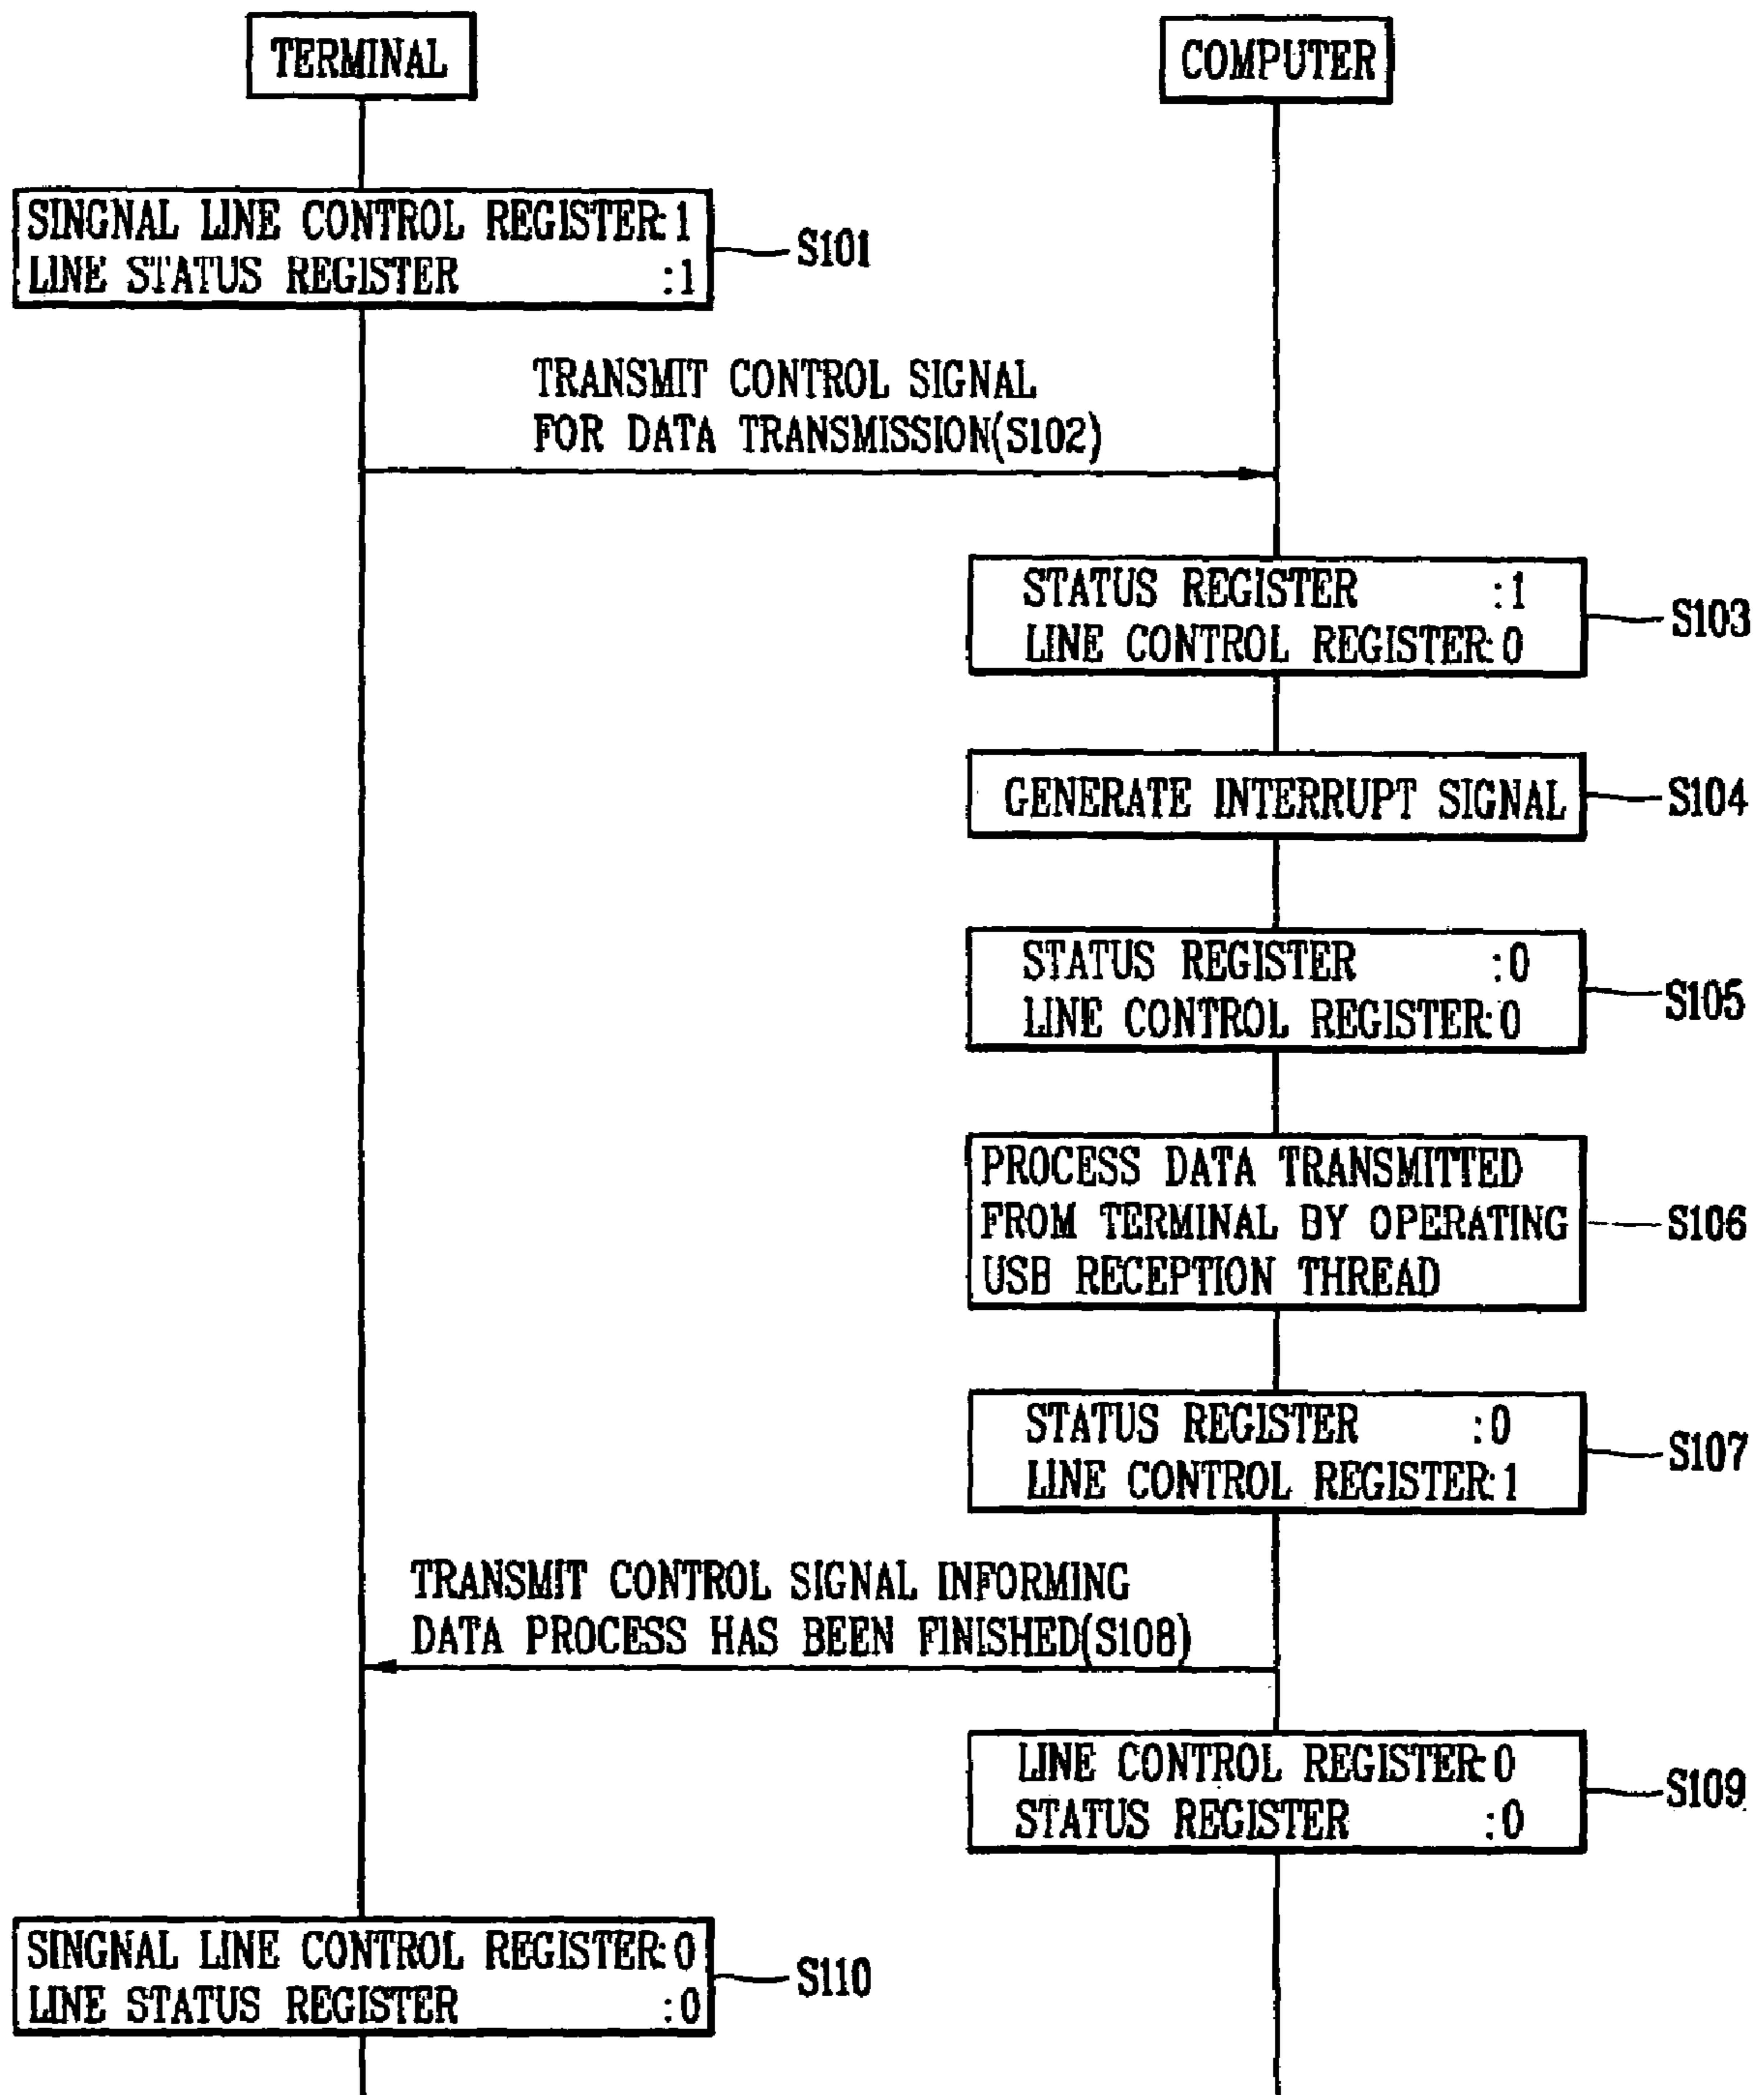 TERMINAL
COMPUTER
SINGNAL LINE CONTROL REGISTER:1
LINE STATUS REGISTER :1
S101
TRANSMIT CONTROL SIGNAL
FOR DATA TRANSMISSION(S102)
STATUS REGISTER :1
LINE CONTROL REGISTER:0
S103
GENERATE INTERRUPT SIGNAL
S104
STATUS REGISTER :0
LINE CONTROL REGISTER:0
S105
PROCESS DATA TRANSMITTED
FROM TERMINAL BY OPERATING
USB RECEPTION THREAD
S106
STATUS REGISTER :0
LINE CONTROL REGISTER:1
S107
TRANSMIT CONTROL SIGNAL INFORMING
DATA PROCESS HAS BEEN FINISHED(S108)
LINE CONTROL REGISTER:0
STATUS REGISTER :0
S109
SINGNAL LINE CONTROL REGISTER:0
LINE STATUS REGISTER :0
S110